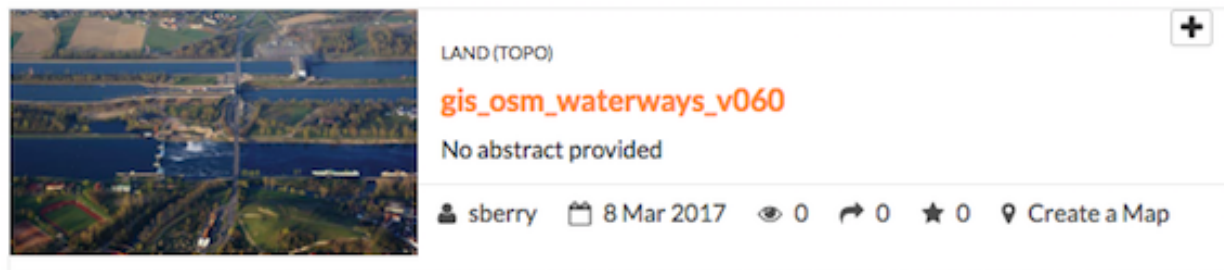 LAND (TOPO)
gis_osm_waterways_v060
No abstract provided
sberry 8 Mar 2017 0 0 0 Create a Map